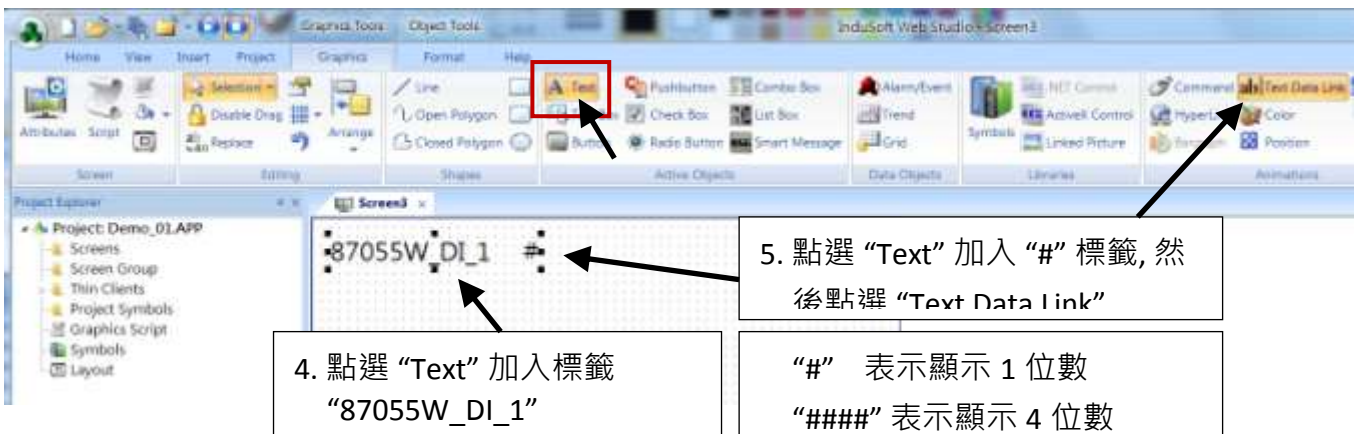 Graphics Tools Object Tools InduSoft Web Studio - Screen3
Home View Insert Project Graphics Format Help
Selection Line A Text Pushbutton Combo Box Alarm/Event .NET Control Command Text Data Link
Disable Drag Open Polygon Check Box List Box Trend ActiveX Control Color
Attributes Script Replace Arrange Closed Polygon Button Radio Button Smart Message Grid Symbols Linked Picture Position
Screen Editing Shapes Active Objects Data Objects Libraries Animations
Project Explorer Screen3
Project: Demo_01.APP
Screens
Screen Group
Thin Clients
Project Symbols
Graphics Script
Symbols
Layout
87055W_DI_1 #
5. 點選 “Text” 加入 “#” 標籤, 然
後點選 “Text Data Link”
4. 點選 “Text” 加入標籤
“87055W_DI_1”
“#” 表示顯示 1 位數
“####” 表示顯示 4 位數